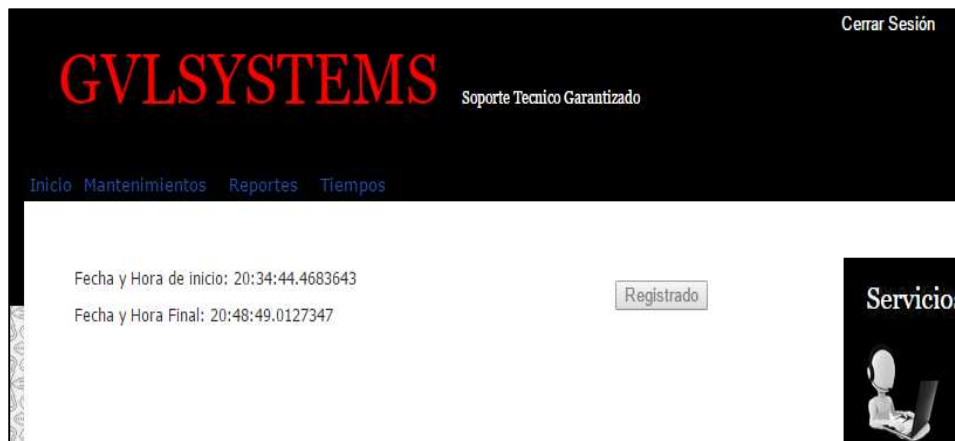 Cerrar Sesión
GVLSYSTEMS
Soporte Tecnico Garantizado
Inicio Mantenimientos Reportes Tiempos
Fecha y Hora de inicio: 20:34:44.4683643
Registrado
Fecha y Hora Final: 20:48:49.0127347
Servicios